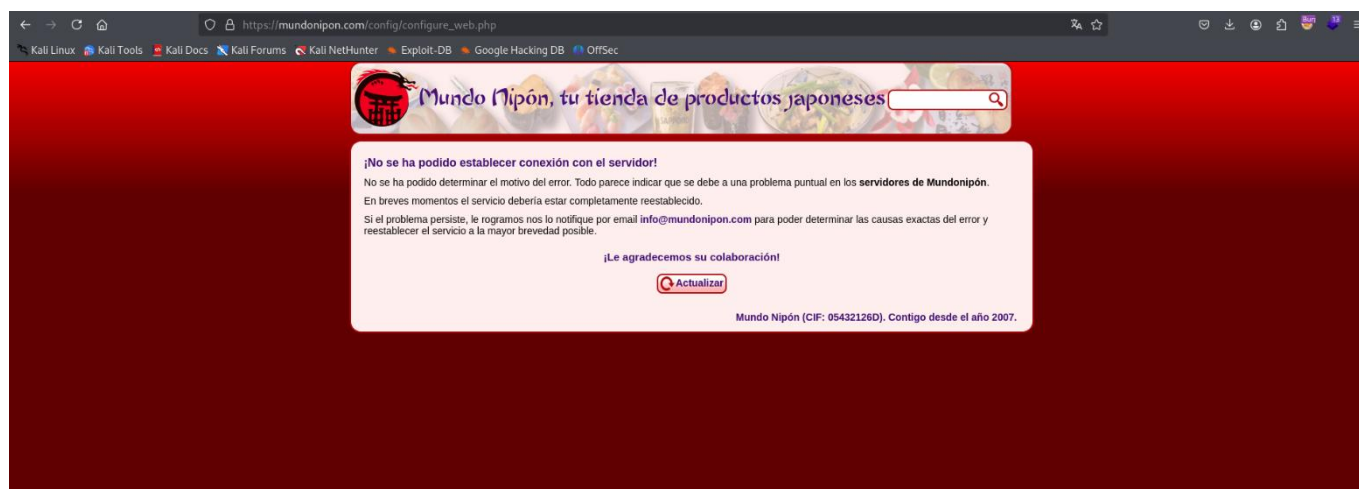 https://mundonipon.com/config/configure_web.php
Kali Linux Kali Tools Kali Docs Kali Forums Kali NetHunter Exploit-DB Google Hacking DB OffSec
Mundo Nipón, tu tienda de productos japoneses
¡No se ha podido establecer conexión con el servidor!
No se ha podido determinar el motivo del error. Todo parece indicar que se debe a una problema puntual en los servidores de Mundonipón.
En breves momentos el servicio debería estar completamente reestablecido.
Si el problema persiste, le rogramos nos lo notifique por email info@mundonipon.com para poder determinar las causas exactas del error y
reestablecer el servicio a la mayor brevedad posible.
¡Le agradecemos su colaboración!
Actualizar
Mundo Nipón (CIF: 05432126D). Contigo desde el año 2007.